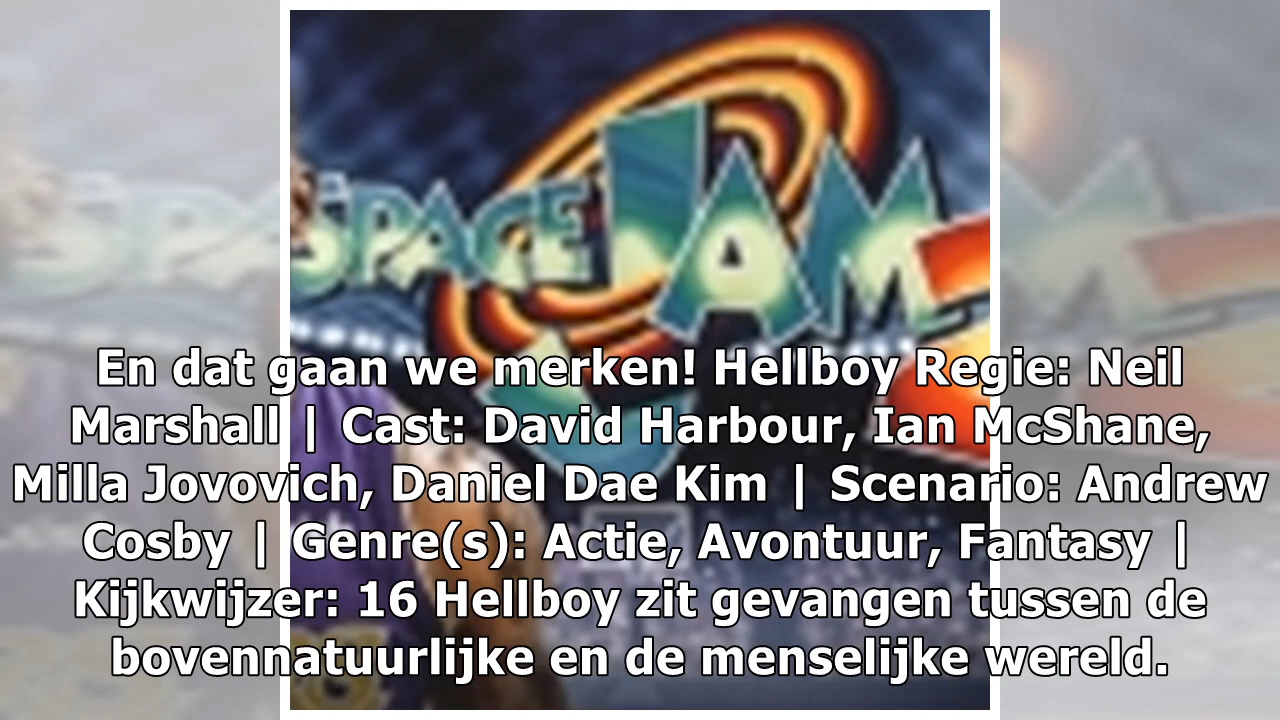 SPACE JAM
En dat gaan we merken! Hellboy Regie: Neil
Marshall | Cast: David Harbour, Ian McShane,
Milla Jovovich, Daniel Dae Kim | Scenario: Andrew
Cosby | Genre(s): Actie, Avontuur, Fantasy |
Kijkwijzer: 16 Hellboy zit gevangen tussen de
bovennatuurlijke en de menselijke wereld.